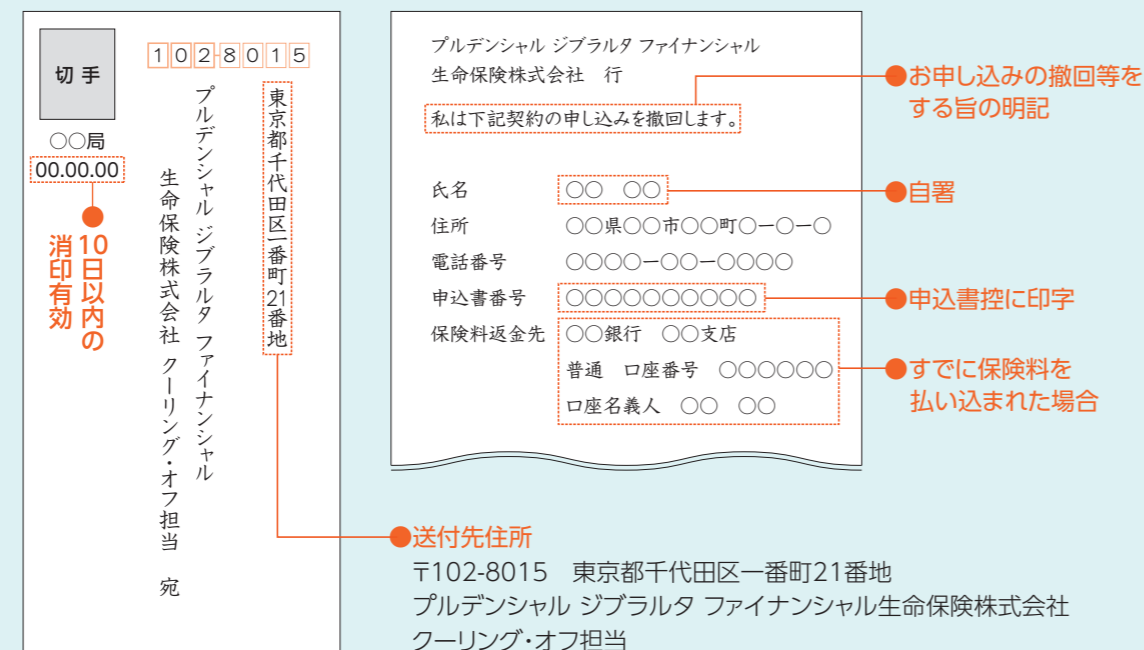 切手
〇〇局
00.00.00
10日以内の
消印有効
102-8015
東京都千代田区一番町21番地
プルデンシャル ジブラルタ ファイナンシャル
生命保険株式会社 クーリング・オフ担当 宛
プルデンシャル ジブラルタ ファイナンシャル
生命保険株式会社 行
私は下記契約の申し込みを撤回します。
氏名 〇〇 〇〇
住所 〇〇県〇〇市〇〇町〇ー〇ー〇
電話番号 〇〇〇〇ー〇〇ー〇〇〇〇
申込書番号 〇〇〇〇〇〇〇〇〇〇
保険料返金先 〇〇銀行 〇〇支店
普通 口座番号 〇〇〇〇〇〇
口座名義人 〇〇 〇〇
●お申し込みの撤回等を
する旨の明記
●自署
●申込書控に印字
●すでに保険料を
払い込まれた場合
●送付先住所
〒102-8015 東京都千代田区一番町21番地
プルデンシャル ジブラルタ ファイナンシャル生命保険株式会社
クーリング・オフ担当